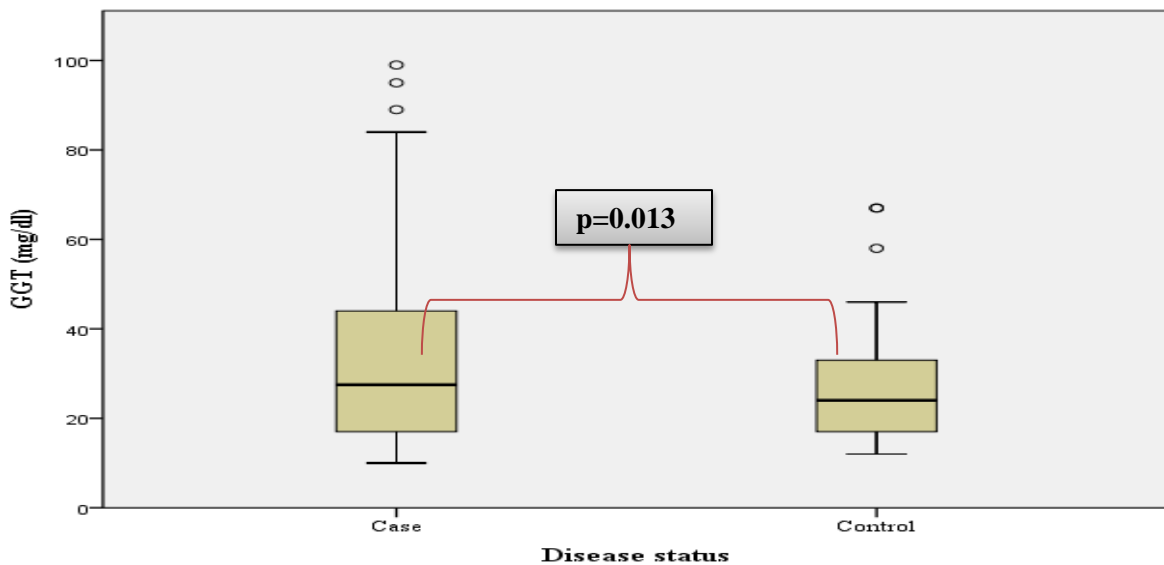 100
80
60
40
20
0
GGT (mg/dl)
p=0.013
Case
Control
Disease status